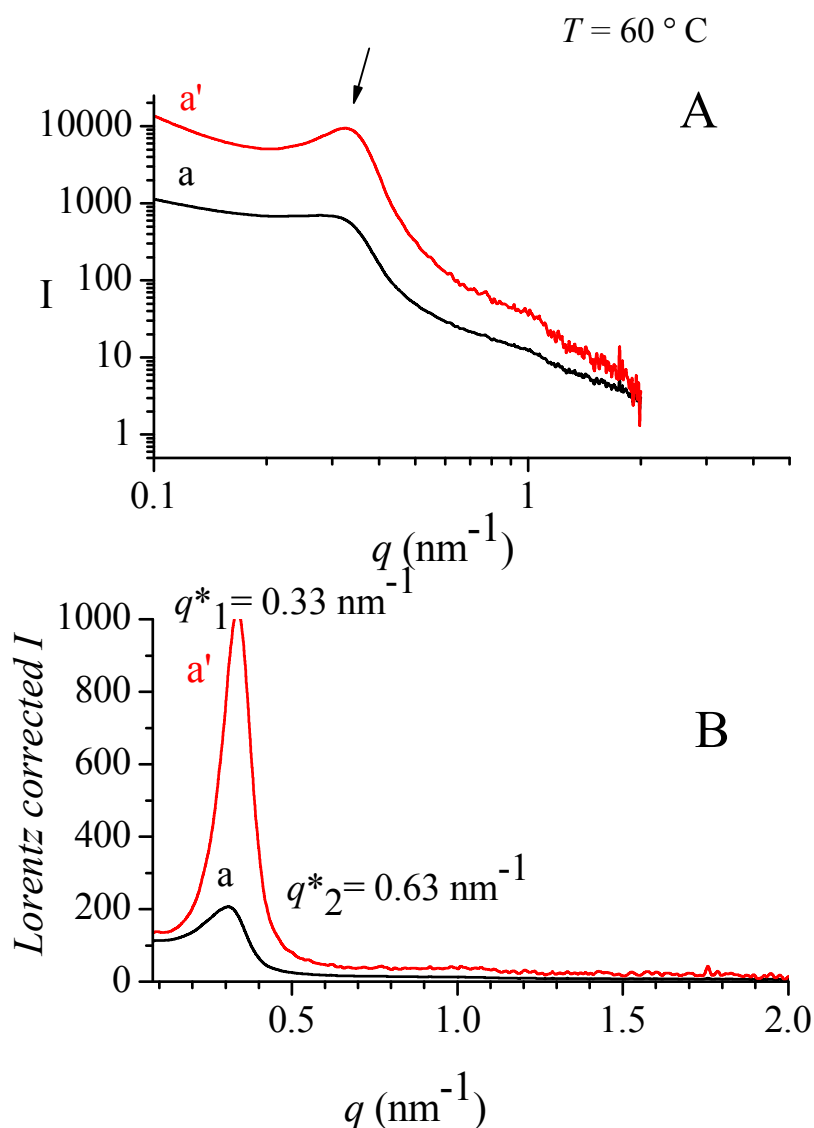 T = 60 ° C
A
a'
a
10000
1000
100
10
1
I
0.1
1
q (nm⁻¹)
q*₁= 0.33 nm⁻¹
1000
800
600
400
200
0
a'
B
a
q*₂= 0.63 nm⁻¹
Lorentz corrected I
0.5
1.0
1.5
2.0
q (nm⁻¹)